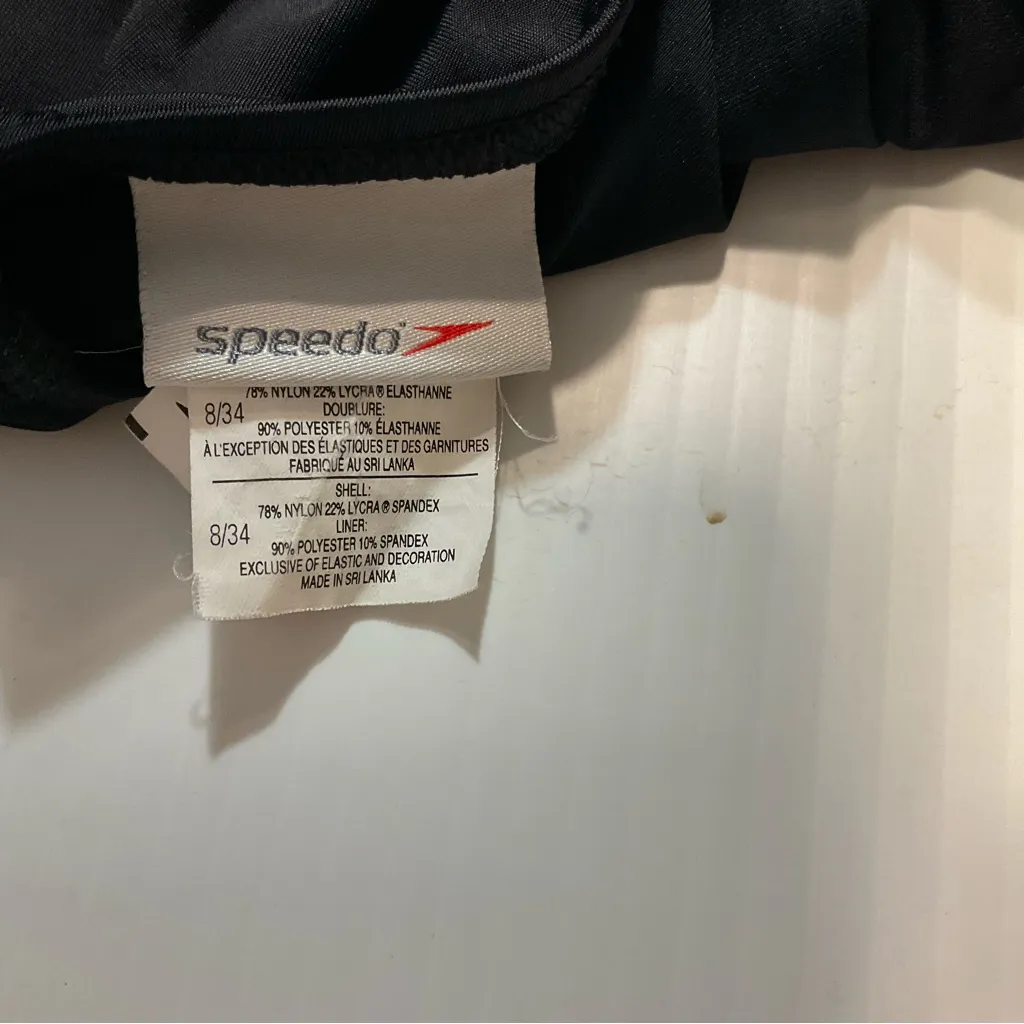 speedo
78% NYLON 22% LYCRA® ELASTHANNE
8/34
DOUBLURE:
90% POLYESTER 10% ÉLASTHANNE
À L'EXCEPTION DES ÉLASTIQUES ET DES GARNITURES
FABRIQUÉ AU SRI LANKA
SHELL:
78% NYLON 22% LYCRA® SPANDEX
8/34
LINER:
90% POLYESTER 10% SPANDEX
EXCLUSIVE OF ELASTIC AND DECORATION
MADE IN SRI LANKA